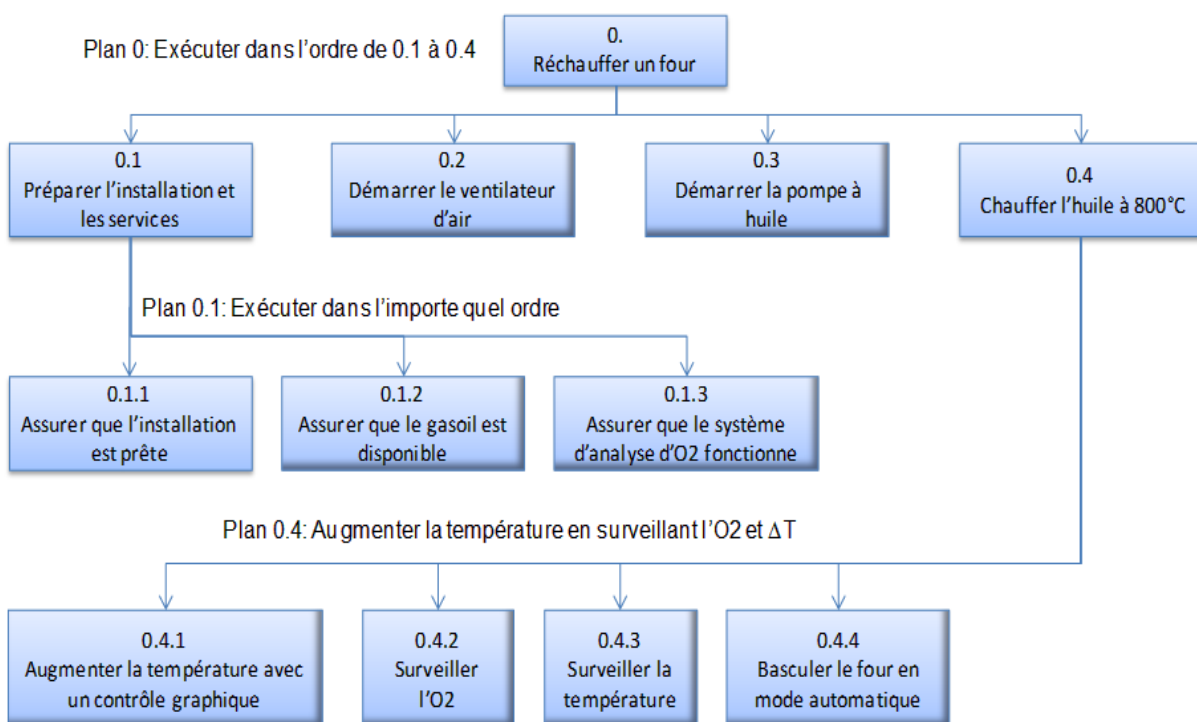 Plan 0: Exécuter dans l'ordre de 0.1 à 0.4
0.
Réchauffer un four
0.1
Préparer l'installation et
les services
0.2
Démarrer le ventilateur
d'air
0.3
Démarrer la pompe à
huile
0.4
Chauffer l'huile à 800°C
Plan 0.1: Exécuter dans l'importe quel ordre
0.1.1
Assurer que l'installation
est prête
0.1.2
Assurer que le gasoil est
disponible
0.1.3
Assurer que le système
d'analyse d'O2 fonctionne
Plan 0.4: Augmenter la température en surveillant l'O2 et ΔT
0.4.1
Augmenter la température avec
un contrôle graphique
0.4.2
Surveiller
l'O2
0.4.3
Surveiller la
température
0.4.4
Basculer le four en
mode automatique